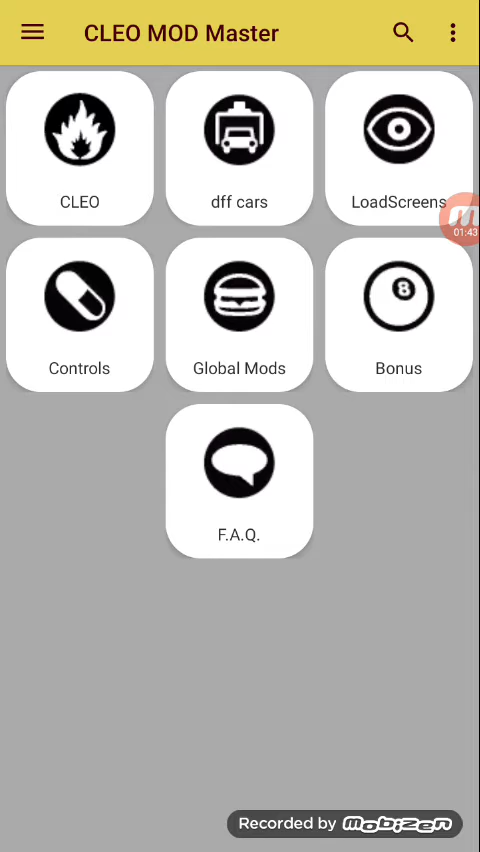 CLEO MOD Master
CLEO
dff cars
LoadScreens
01:43
Controls
Global Mods
8
Bonus
F.A.Q.
Recorded by mobizen